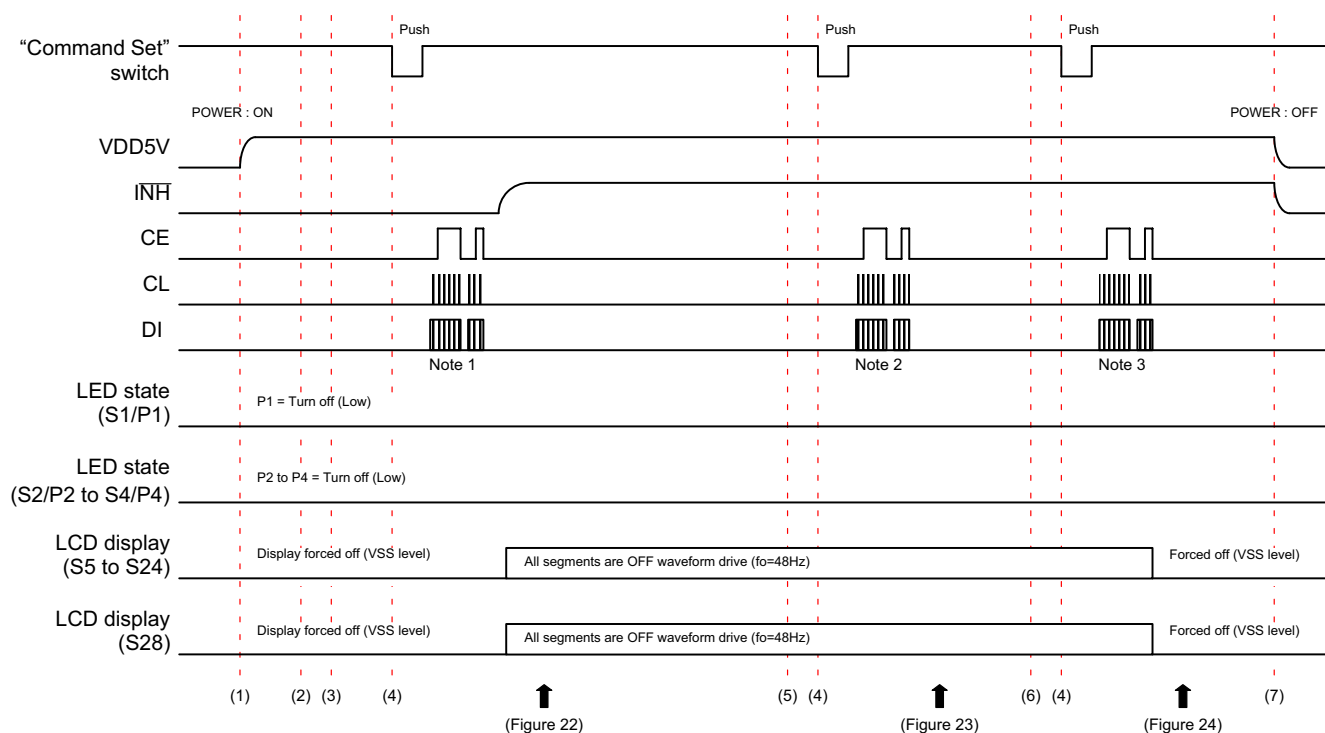 Push Push Push
“Command Set”
switch
POWER : ON POWER : OFF
VDD5V
INH
CE
CL
DI
Note 1 Note 2 Note 3
LED state
(S1/P1)
P1 = Turn off (Low)
LED state
(S2/P2 to S4/P4)
P2 to P4 = Turn off (Low)
LCD display
(S5 to S24)
Display forced off (VSS level) All segments are OFF waveform drive (fo=48Hz) Forced off (VSS level)
LCD display
(S28)
Display forced off (VSS level) All segments are OFF waveform drive (fo=48Hz) Forced off (VSS level)
(1) (2) (3) (4) (5) (4) (6) (4) (7)
(Figure 22) (Figure 23) (Figure 24)